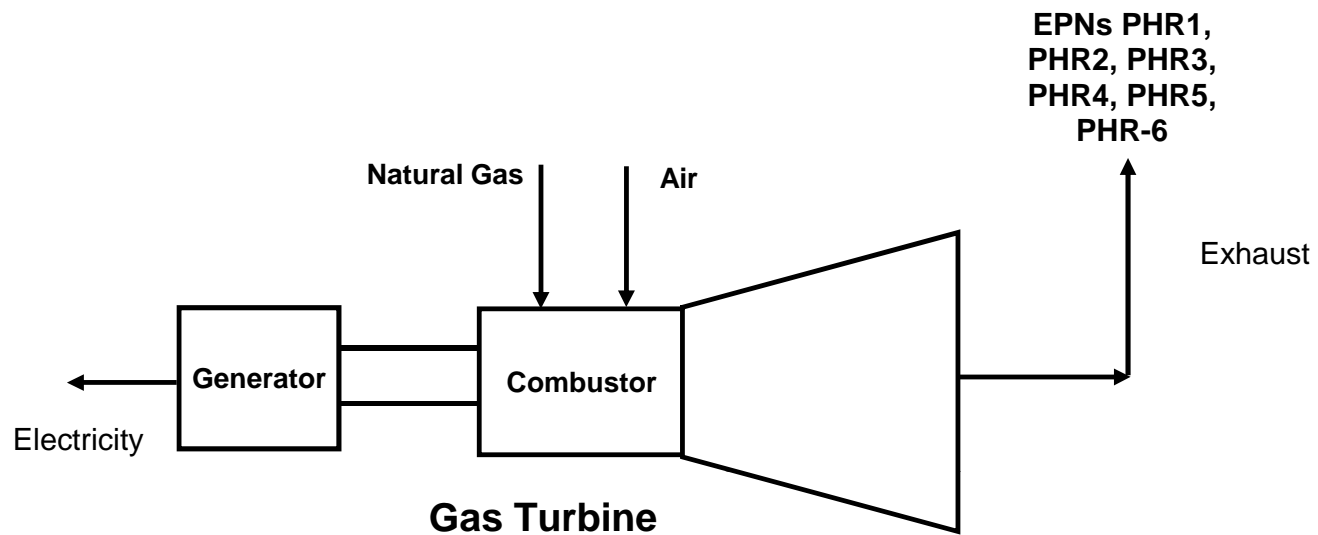 EPNs PHR1,
PHR2, PHR3,
PHR4, PHR5,
PHR-6
Natural Gas
Air
Exhaust
Generator
Combustor
Electricity
Gas Turbine